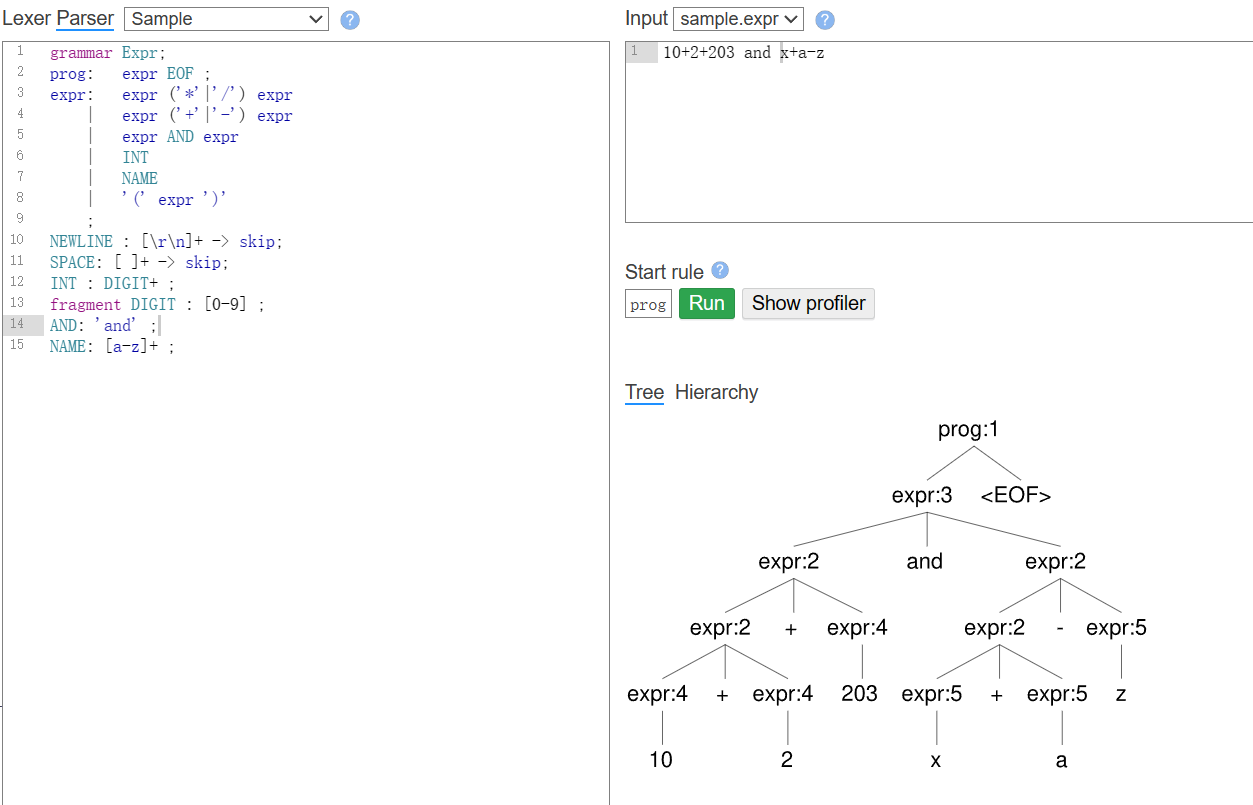 Lexer Parser Sample ?
1 grammar Expr;
2 prog: expr EOF ;
3 expr: expr ('*'|'/') expr
4 | expr ('+'|'-') expr
5 | expr AND expr
6 | INT
7 | NAME
8 | '(' expr ')'
9 ;
10 NEWLINE : [\r\n]+ -> skip;
11 SPACE: [ ]+ -> skip;
12 INT : DIGIT+ ;
13 fragment DIGIT : [0-9] ;
14 AND: 'and' ;
15 NAME: [a-z]+ ;
Input sample.expr ?
1 10+2+203 and x+a-z
Start rule ?
prog Run Show profiler
Tree Hierarchy
prog:1
expr:3 <EOF>
expr:2 and expr:2
expr:2 + expr:4 expr:2 - expr:5
expr:4 + expr:4 203 expr:5 + expr:5 z
10 2 x a